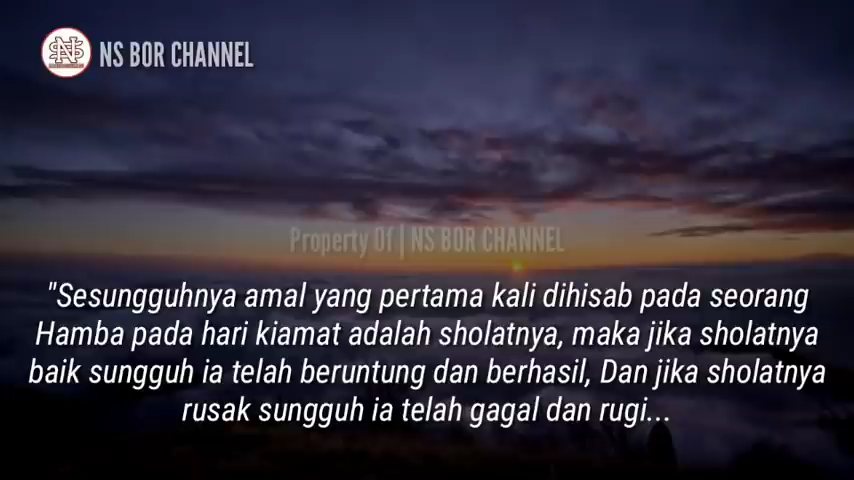 NS BOR CHANNEL
Property Of | NS BOR CHANNEL
"Sesungguhnya amal yang pertama kali dihisab pada seorang
Hamba pada hari kiamat adalah sholatnya, maka jika sholatnya
baik sungguh ia telah beruntung dan berhasil, Dan jika sholatnya
rusak sungguh ia telah gagal dan rugi...